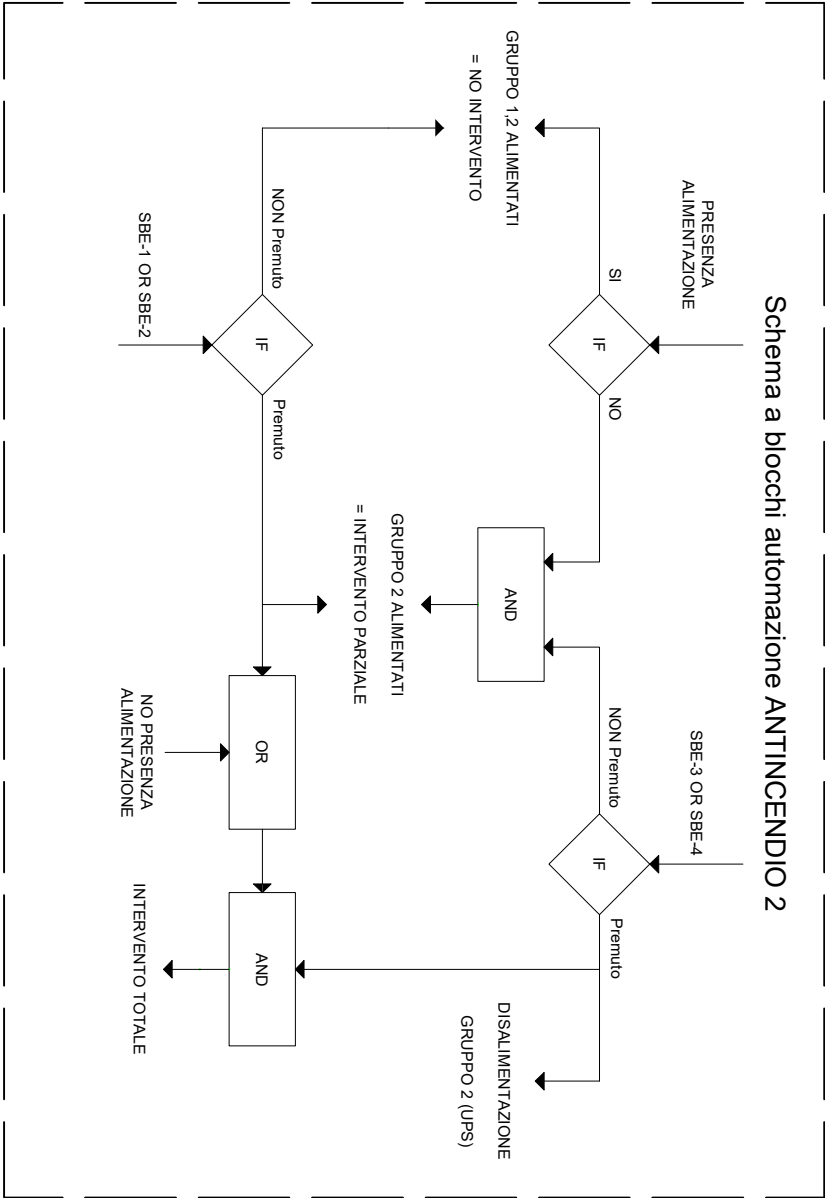 Schema a blocchi automazione ANTINCENDIO 2
PRESENZA
ALIMENTAZIONE
SBE-3 OR SBE-4
SI
IF
NO
NON Premuto
IF
Premuto
GRUPPO 1,2 ALIMENTATI
= NO INTERVENTO
AND
DISALIMENTAZIONE
GRUPPO 2 (UPS)
GRUPPO 2 ALIMENTATI
= INTERVENTO PARZIALE
NON Premuto
IF
Premuto
OR
AND
SBE-1 OR SBE-2
NO PRESENZA
ALIMENTAZIONE
INTERVENTO TOTALE